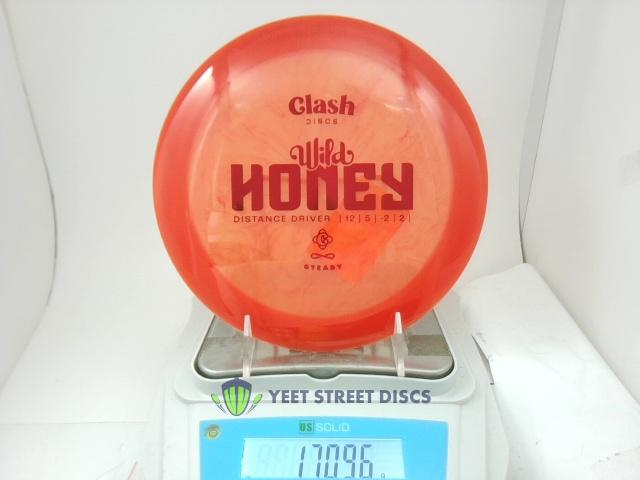 Clash
DISCS
Wild
HONEY
DISTANCE DRIVER | 12 | 5 | -2 | 2 |
STEADY
YEET STREET DISCS
US SOLID
170.96 g